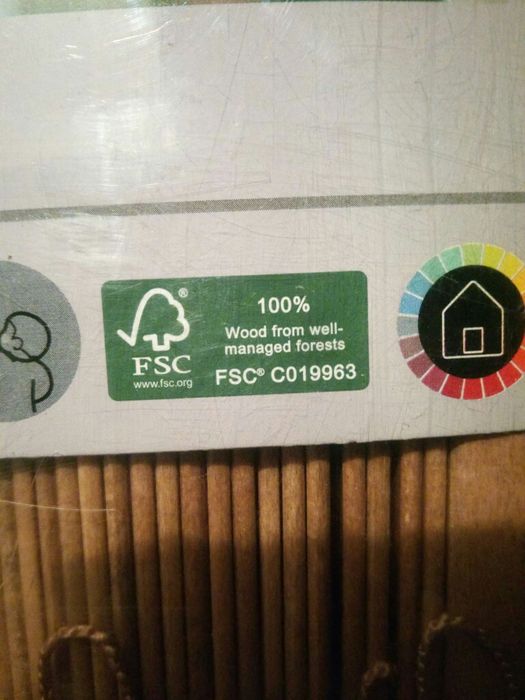 ®
FSC
www.fsc.org
100%
Wood from well-
managed forests
FSC® C019963